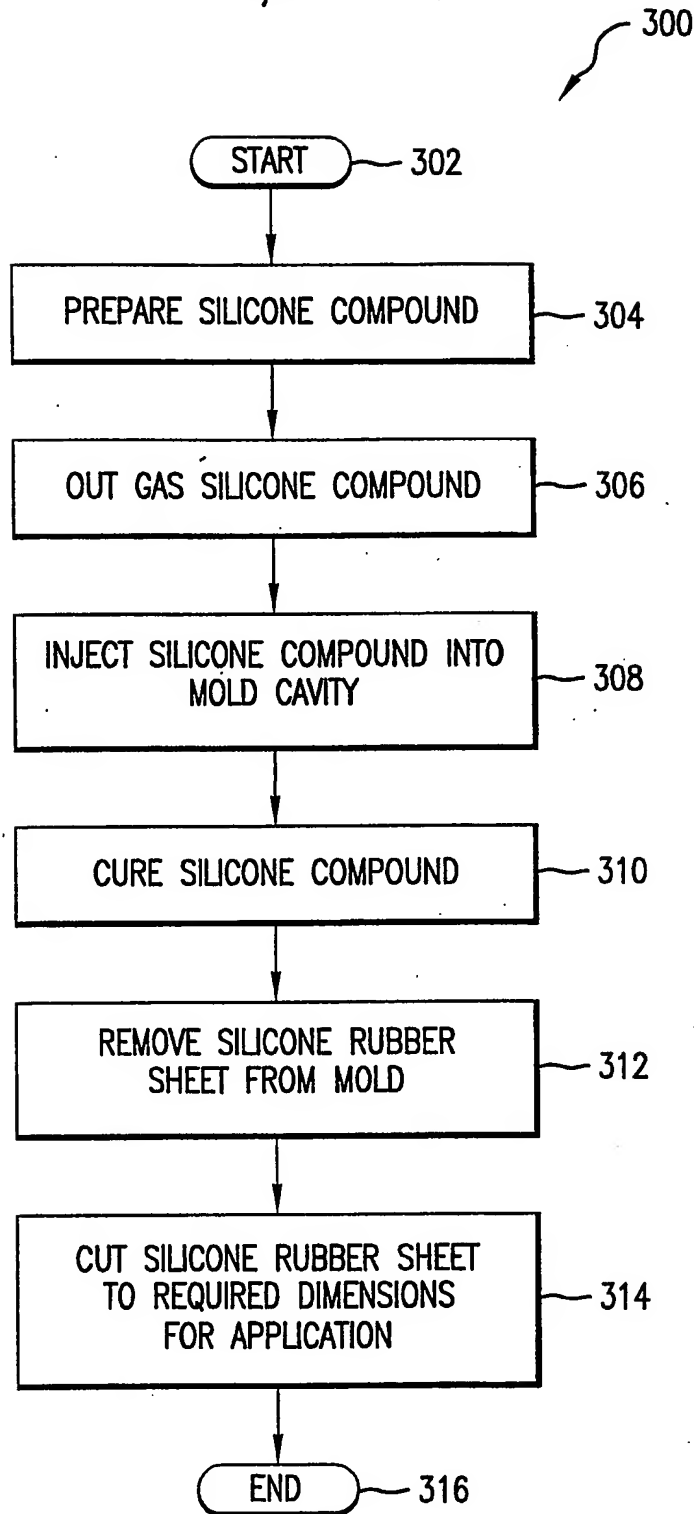 300
START
302
PREPARE SILICONE COMPOUND
304
OUT GAS SILICONE COMPOUND
306
INJECT SILICONE COMPOUND INTO
MOLD CAVITY
308
CURE SILICONE COMPOUND
310
REMOVE SILICONE RUBBER
SHEET FROM MOLD
312
CUT SILICONE RUBBER SHEET
TO REQUIRED DIMENSIONS
FOR APPLICATION
314
END
316